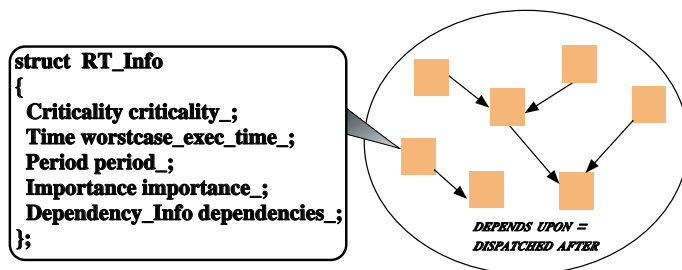 struct RT_Info
{
Criticality criticality_;
Time worstcase_exec_time_;
Period period_;
Importance importance_;
Dependency_Info dependencies_;
};
DEPENDS UPON =
DISPATCHED AFTER